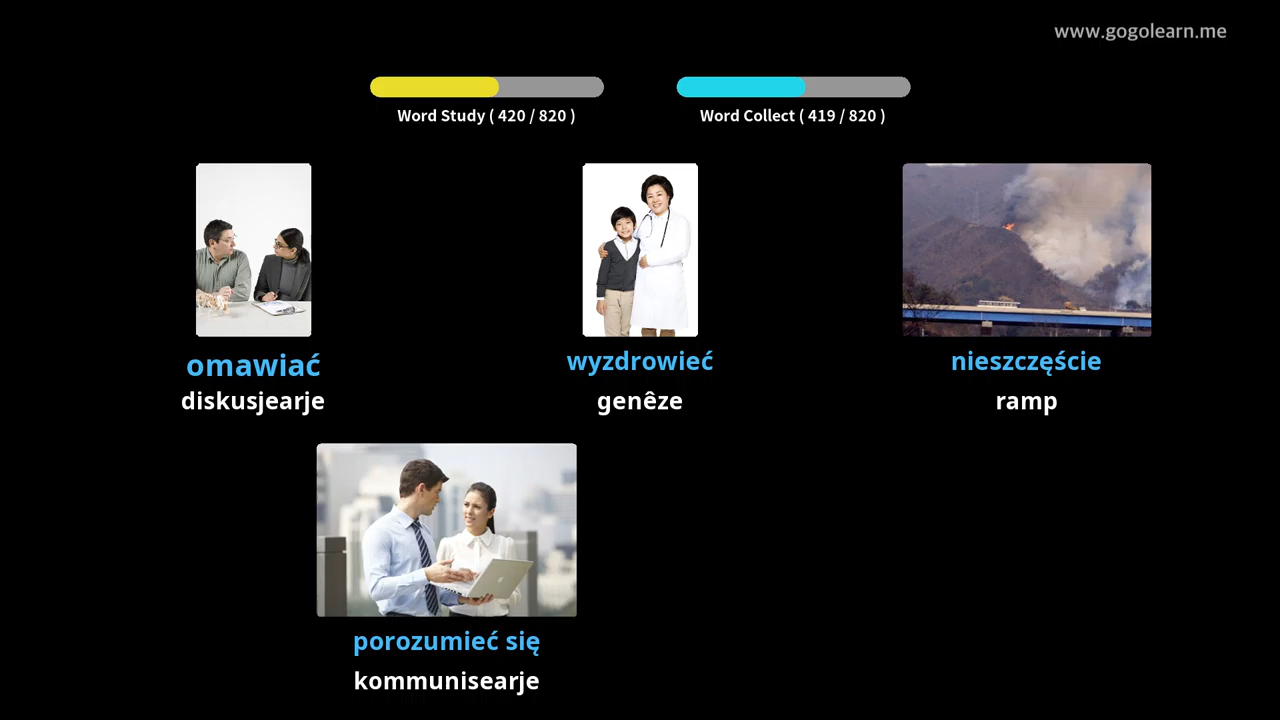 www.gogolearn.me
Word Study ( 420 / 820 )
Word Collect ( 419 / 820 )
omawiać
wyzdrowieć
nieszczęście
diskusjearje
genêze
ramp
porozumieć się
kommunisearje